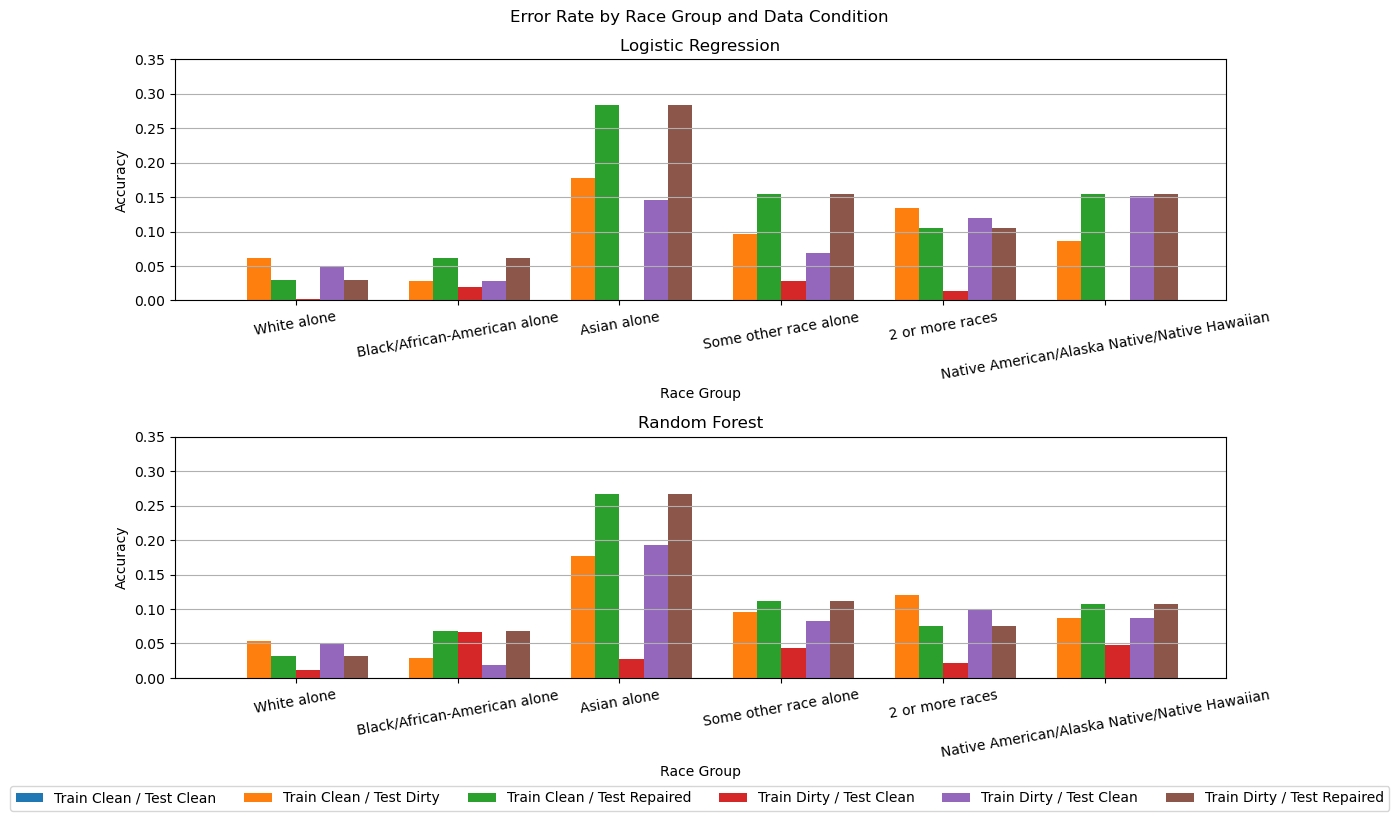 Error Rate by Race Group and Data Condition
Logistic Regression
0.35
0.30
0.25
0.20
0.15
0.10
0.05
0.00
Accuracy
White alone
Black/African-American alone
Asian alone
Some other race alone
2 or more races
Native American/Alaska Native/Native Hawaiian
Race Group
Random Forest
0.35
0.30
0.25
0.20
0.15
0.10
0.05
0.00
Accuracy
White alone
Black/African-American alone
Asian alone
Some other race alone
2 or more races
Native American/Alaska Native/Native Hawaiian
Race Group
Train Clean / Test Clean
Train Clean / Test Dirty
Train Clean / Test Repaired
Train Dirty / Test Clean
Train Dirty / Test Clean
Train Dirty / Test Repaired